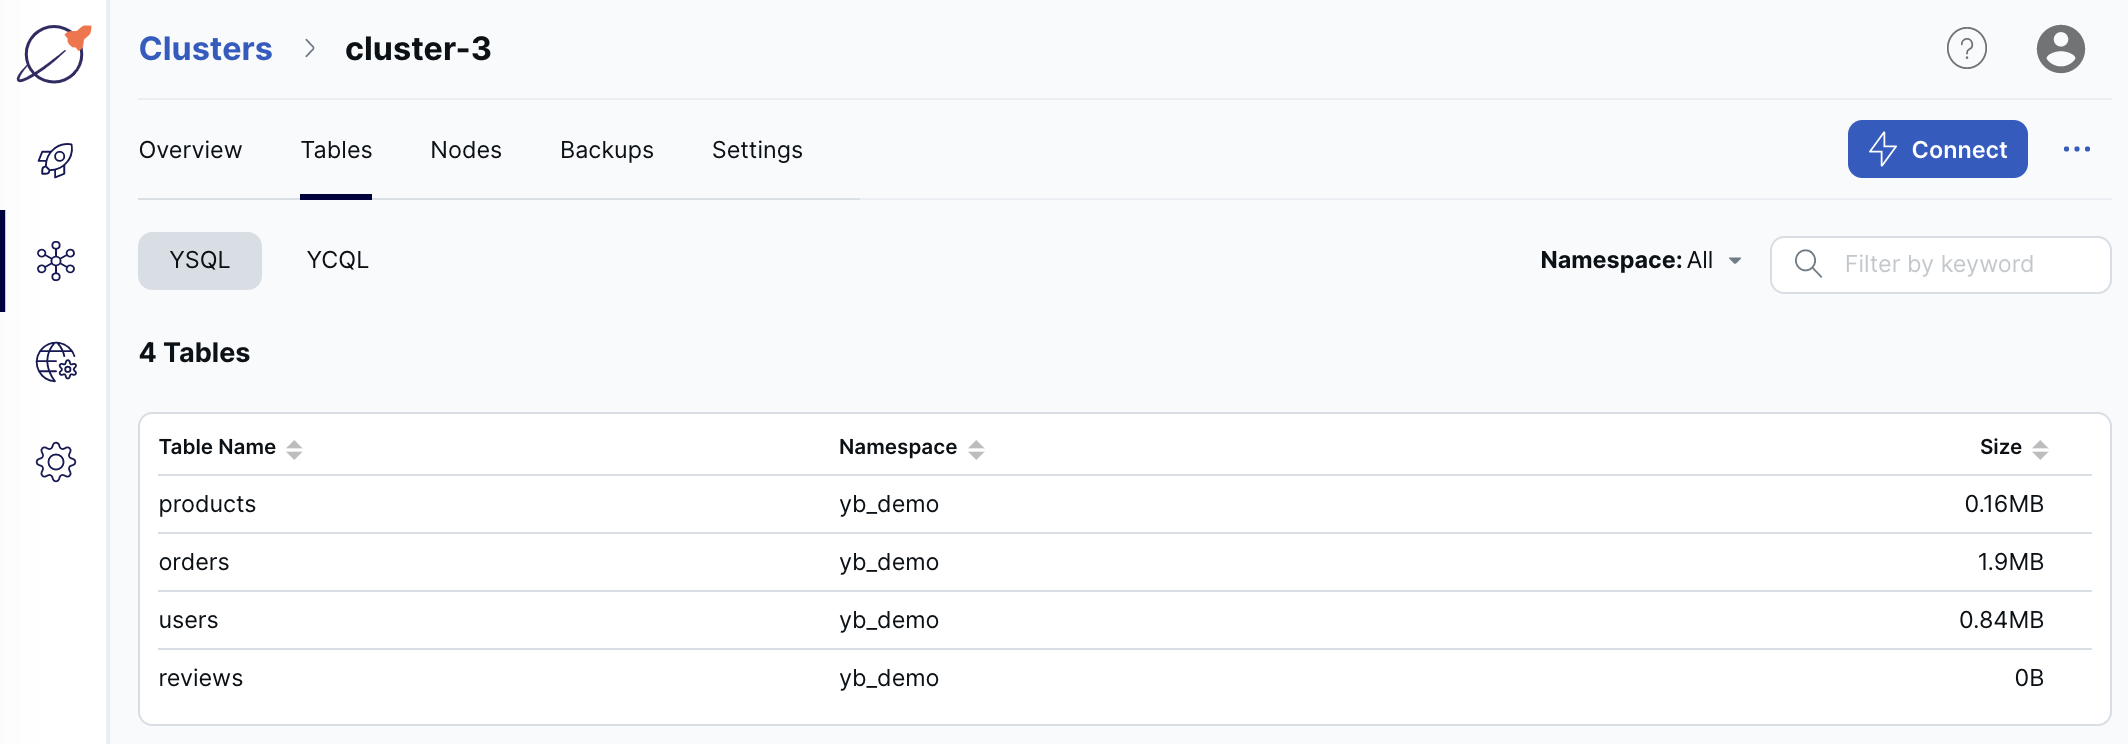 Clusters > cluster-3
?
Overview Tables Nodes Backups Settings Connect
YSQL YCQL Namespace: All Filter by keyword
4 Tables
Table Name Namespace Size
products yb_demo 0.16MB
orders yb_demo 1.9MB
users yb_demo 0.84MB
reviews yb_demo 0B